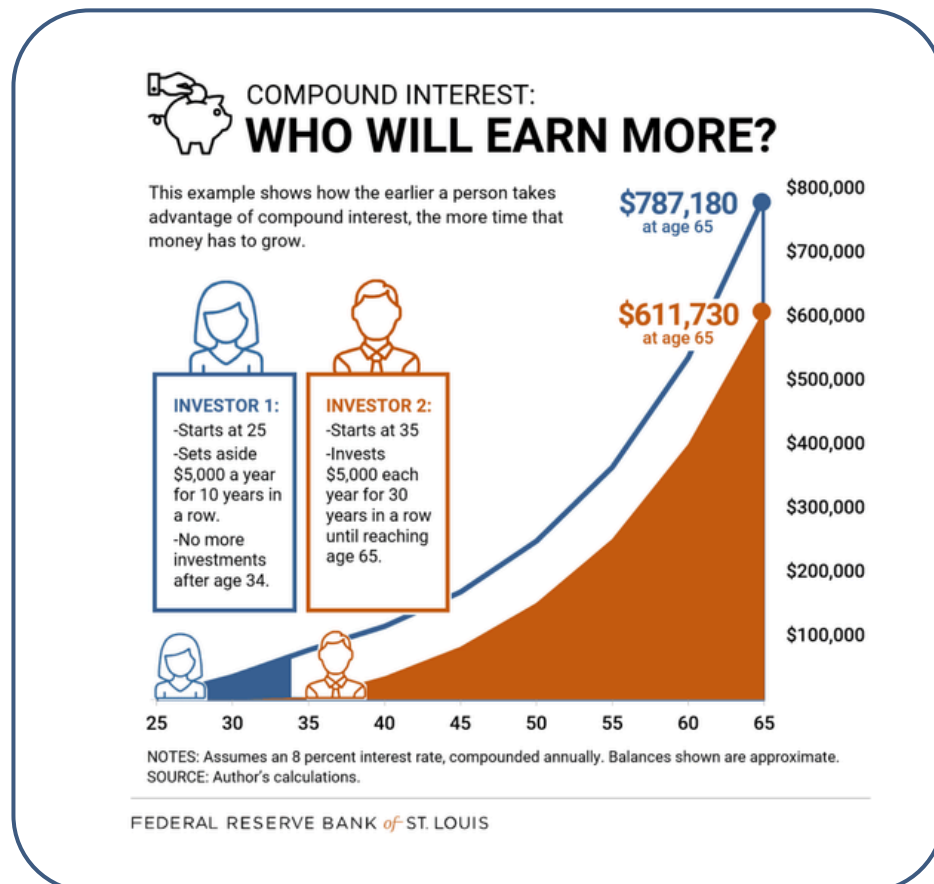 COMPOUND INTEREST:
WHO WILL EARN MORE?
This example shows how the earlier a person takes
advantage of compound interest, the more time that
money has to grow.
$787,180
at age 65
$611,730
at age 65
$800,000
$700,000
$600,000
$500,000
$400,000
$300,000
$200,000
$100,000
INVESTOR 1:
-Starts at 25
-Sets aside
$5,000 a year
for 10 years in
a row.
-No more
investments
after age 34.
INVESTOR 2:
-Starts at 35
-Invests
$5,000 each
year for 30
years in a row
until reaching
age 65.
25 30 35 40 45 50 55 60 65
NOTES: Assumes an 8 percent interest rate, compounded annually. Balances shown are approximate.
SOURCE: Author's calculations.
FEDERAL RESERVE BANK of ST. LOUIS